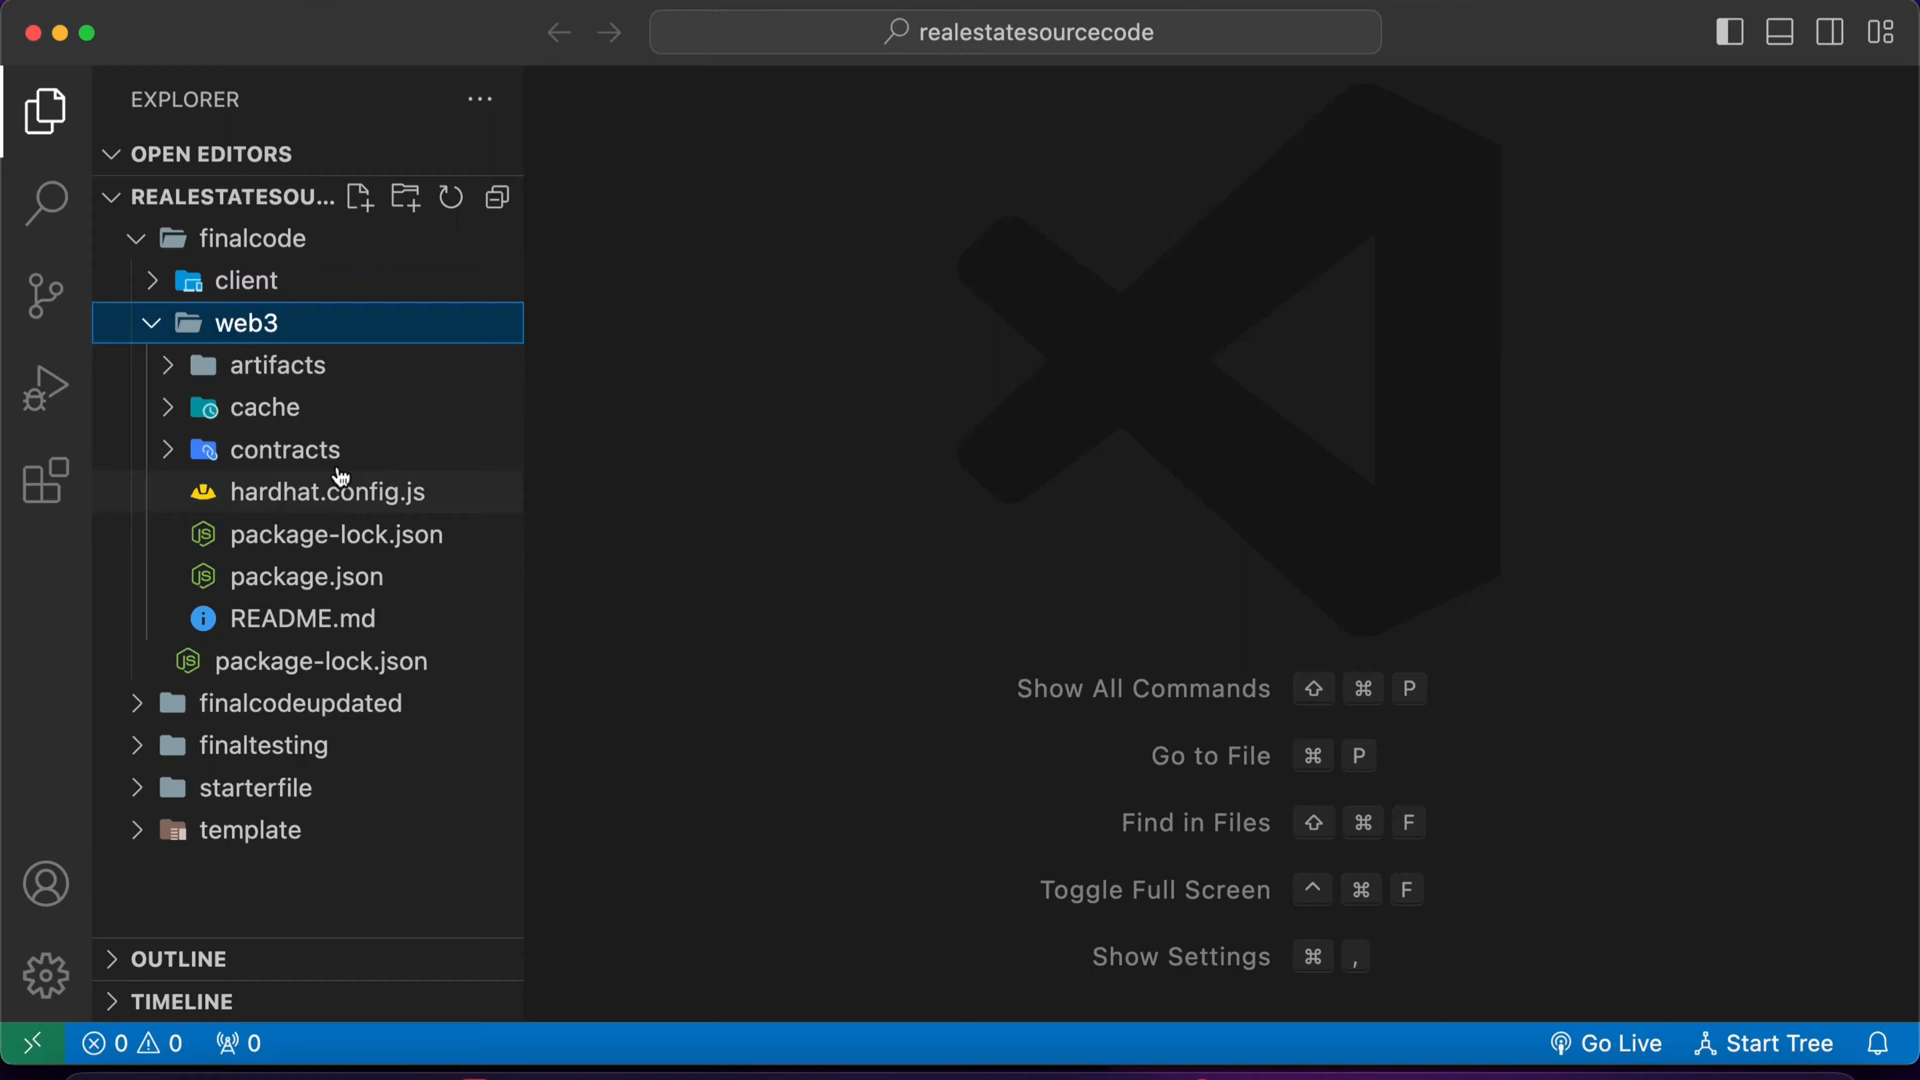 realestatesourcecode
EXPLORER
OPEN EDITORS
REALESTATESOU...
finalcode
client
web3
artifacts
cache
contracts
hardhat.config.js
package-lock.json
package.json
README.md
package-lock.json
finalcodeupdated
finaltesting
starterfile
template
OUTLINE
TIMELINE
Show All Commands ⇧ ⌘ P
Go to File ⌘ P
Find in Files ⇧ ⌘ F
Toggle Full Screen ^ ⌘ F
Show Settings ⌘ ,
0 0 0
Go Live Start Tree